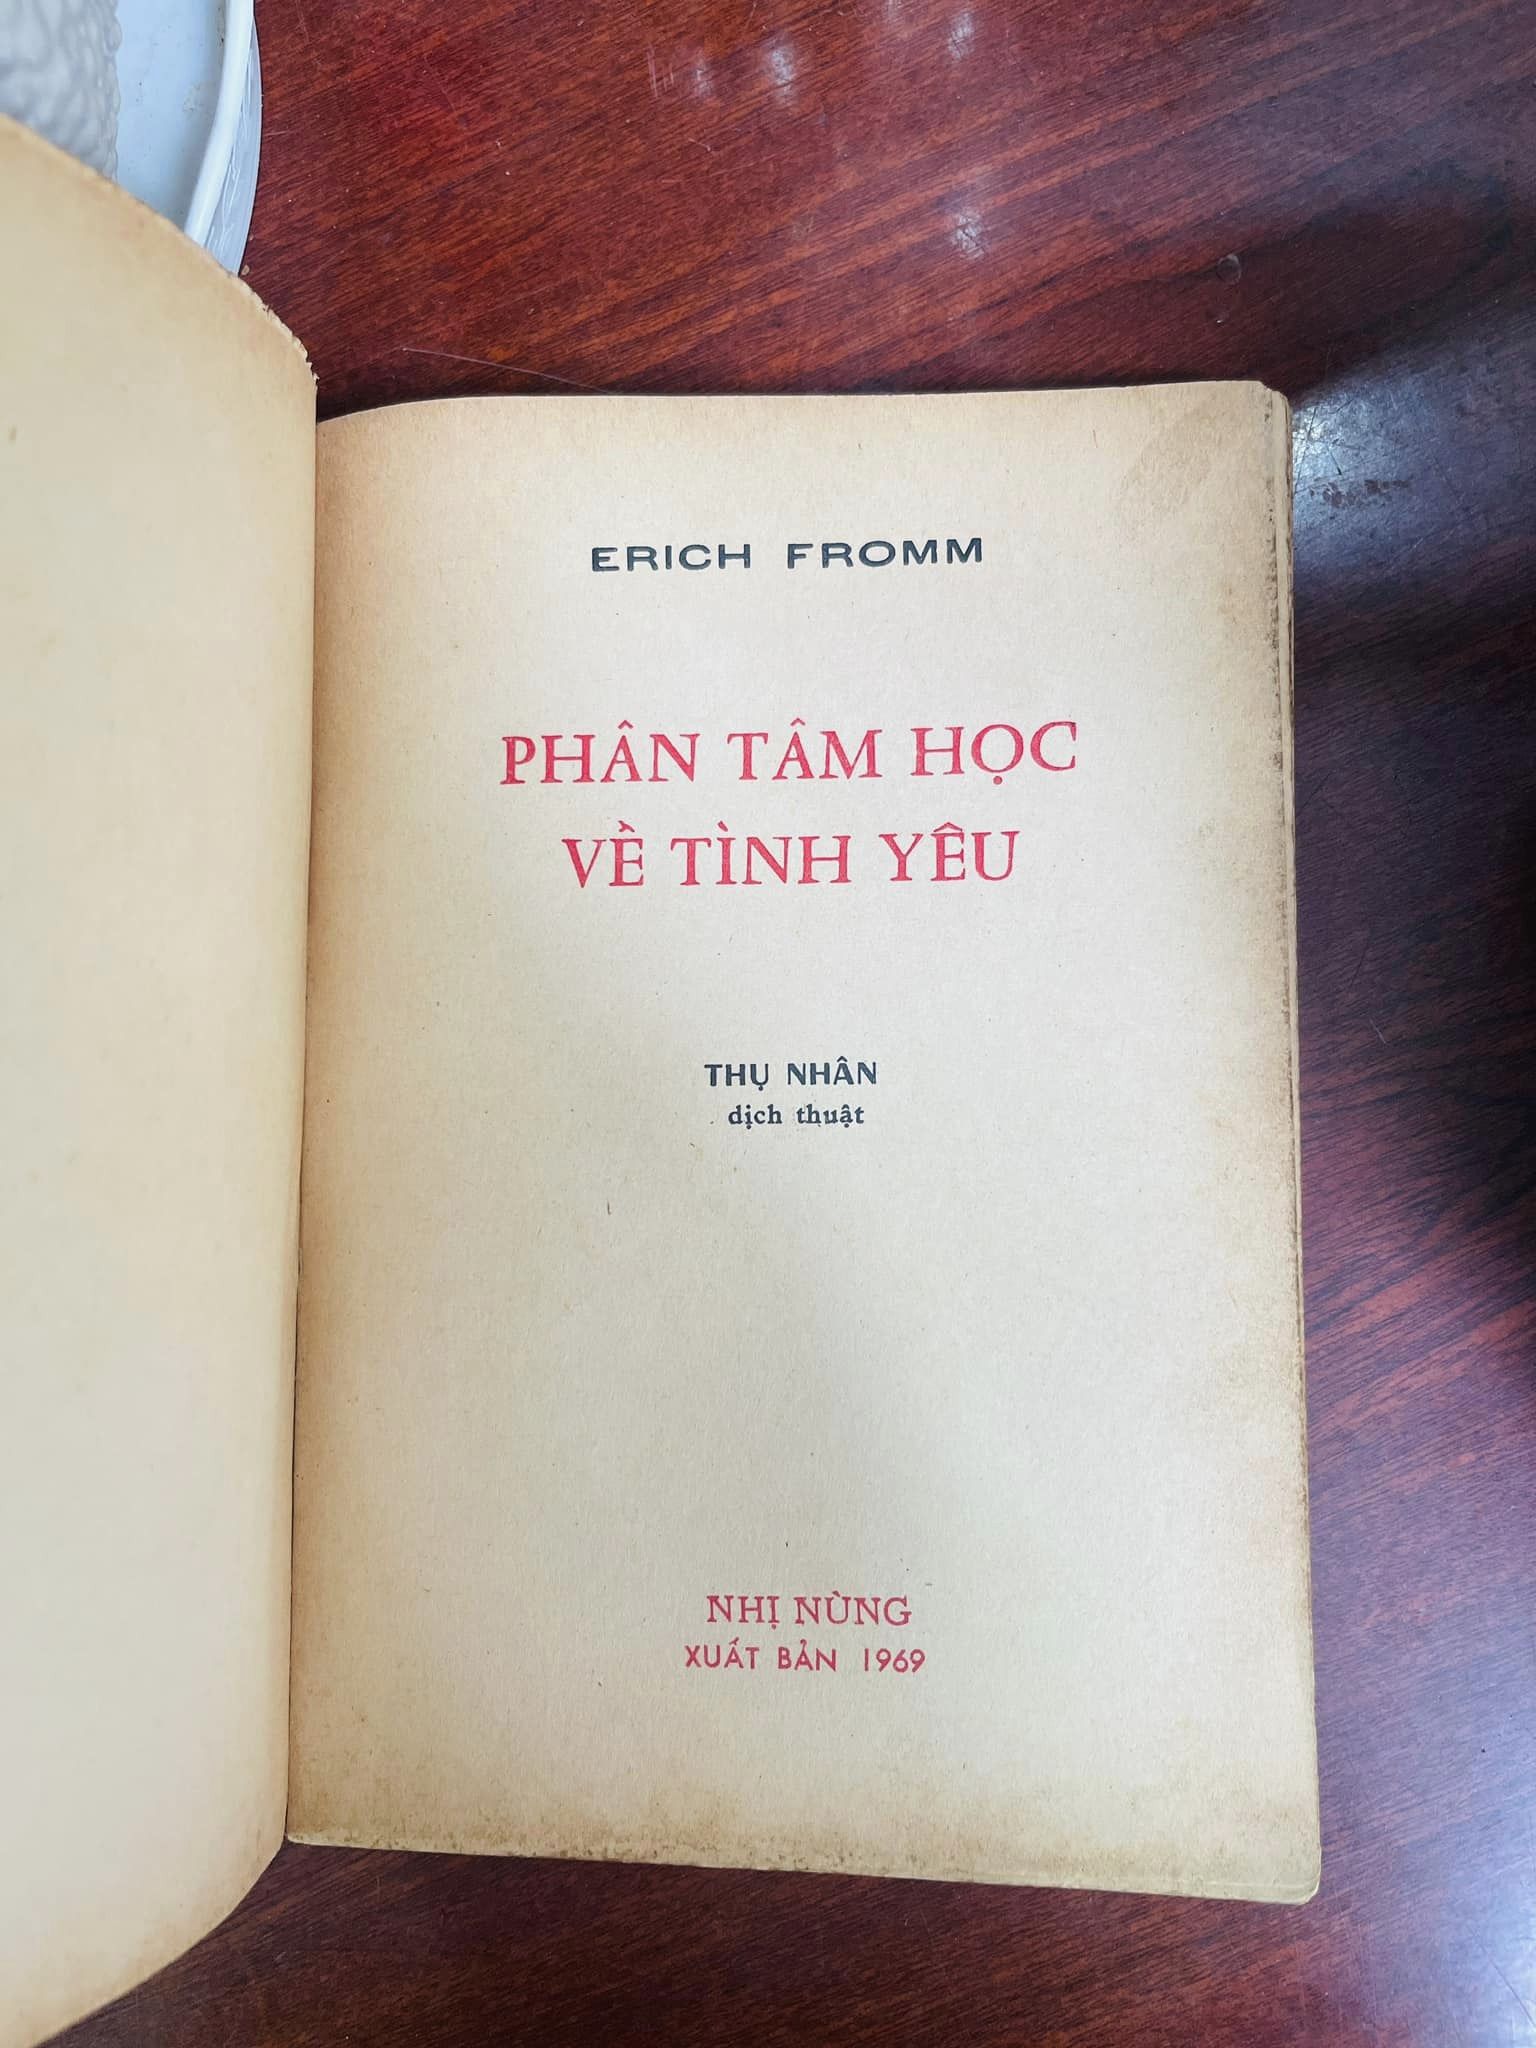 ERICH FROMM
PHÂN TÂM HỌC
VỀ TÌNH YÊU
THỤ NHÂN
dịch thuật
NHỊ NÙNG
XUẤT BẢN 1969